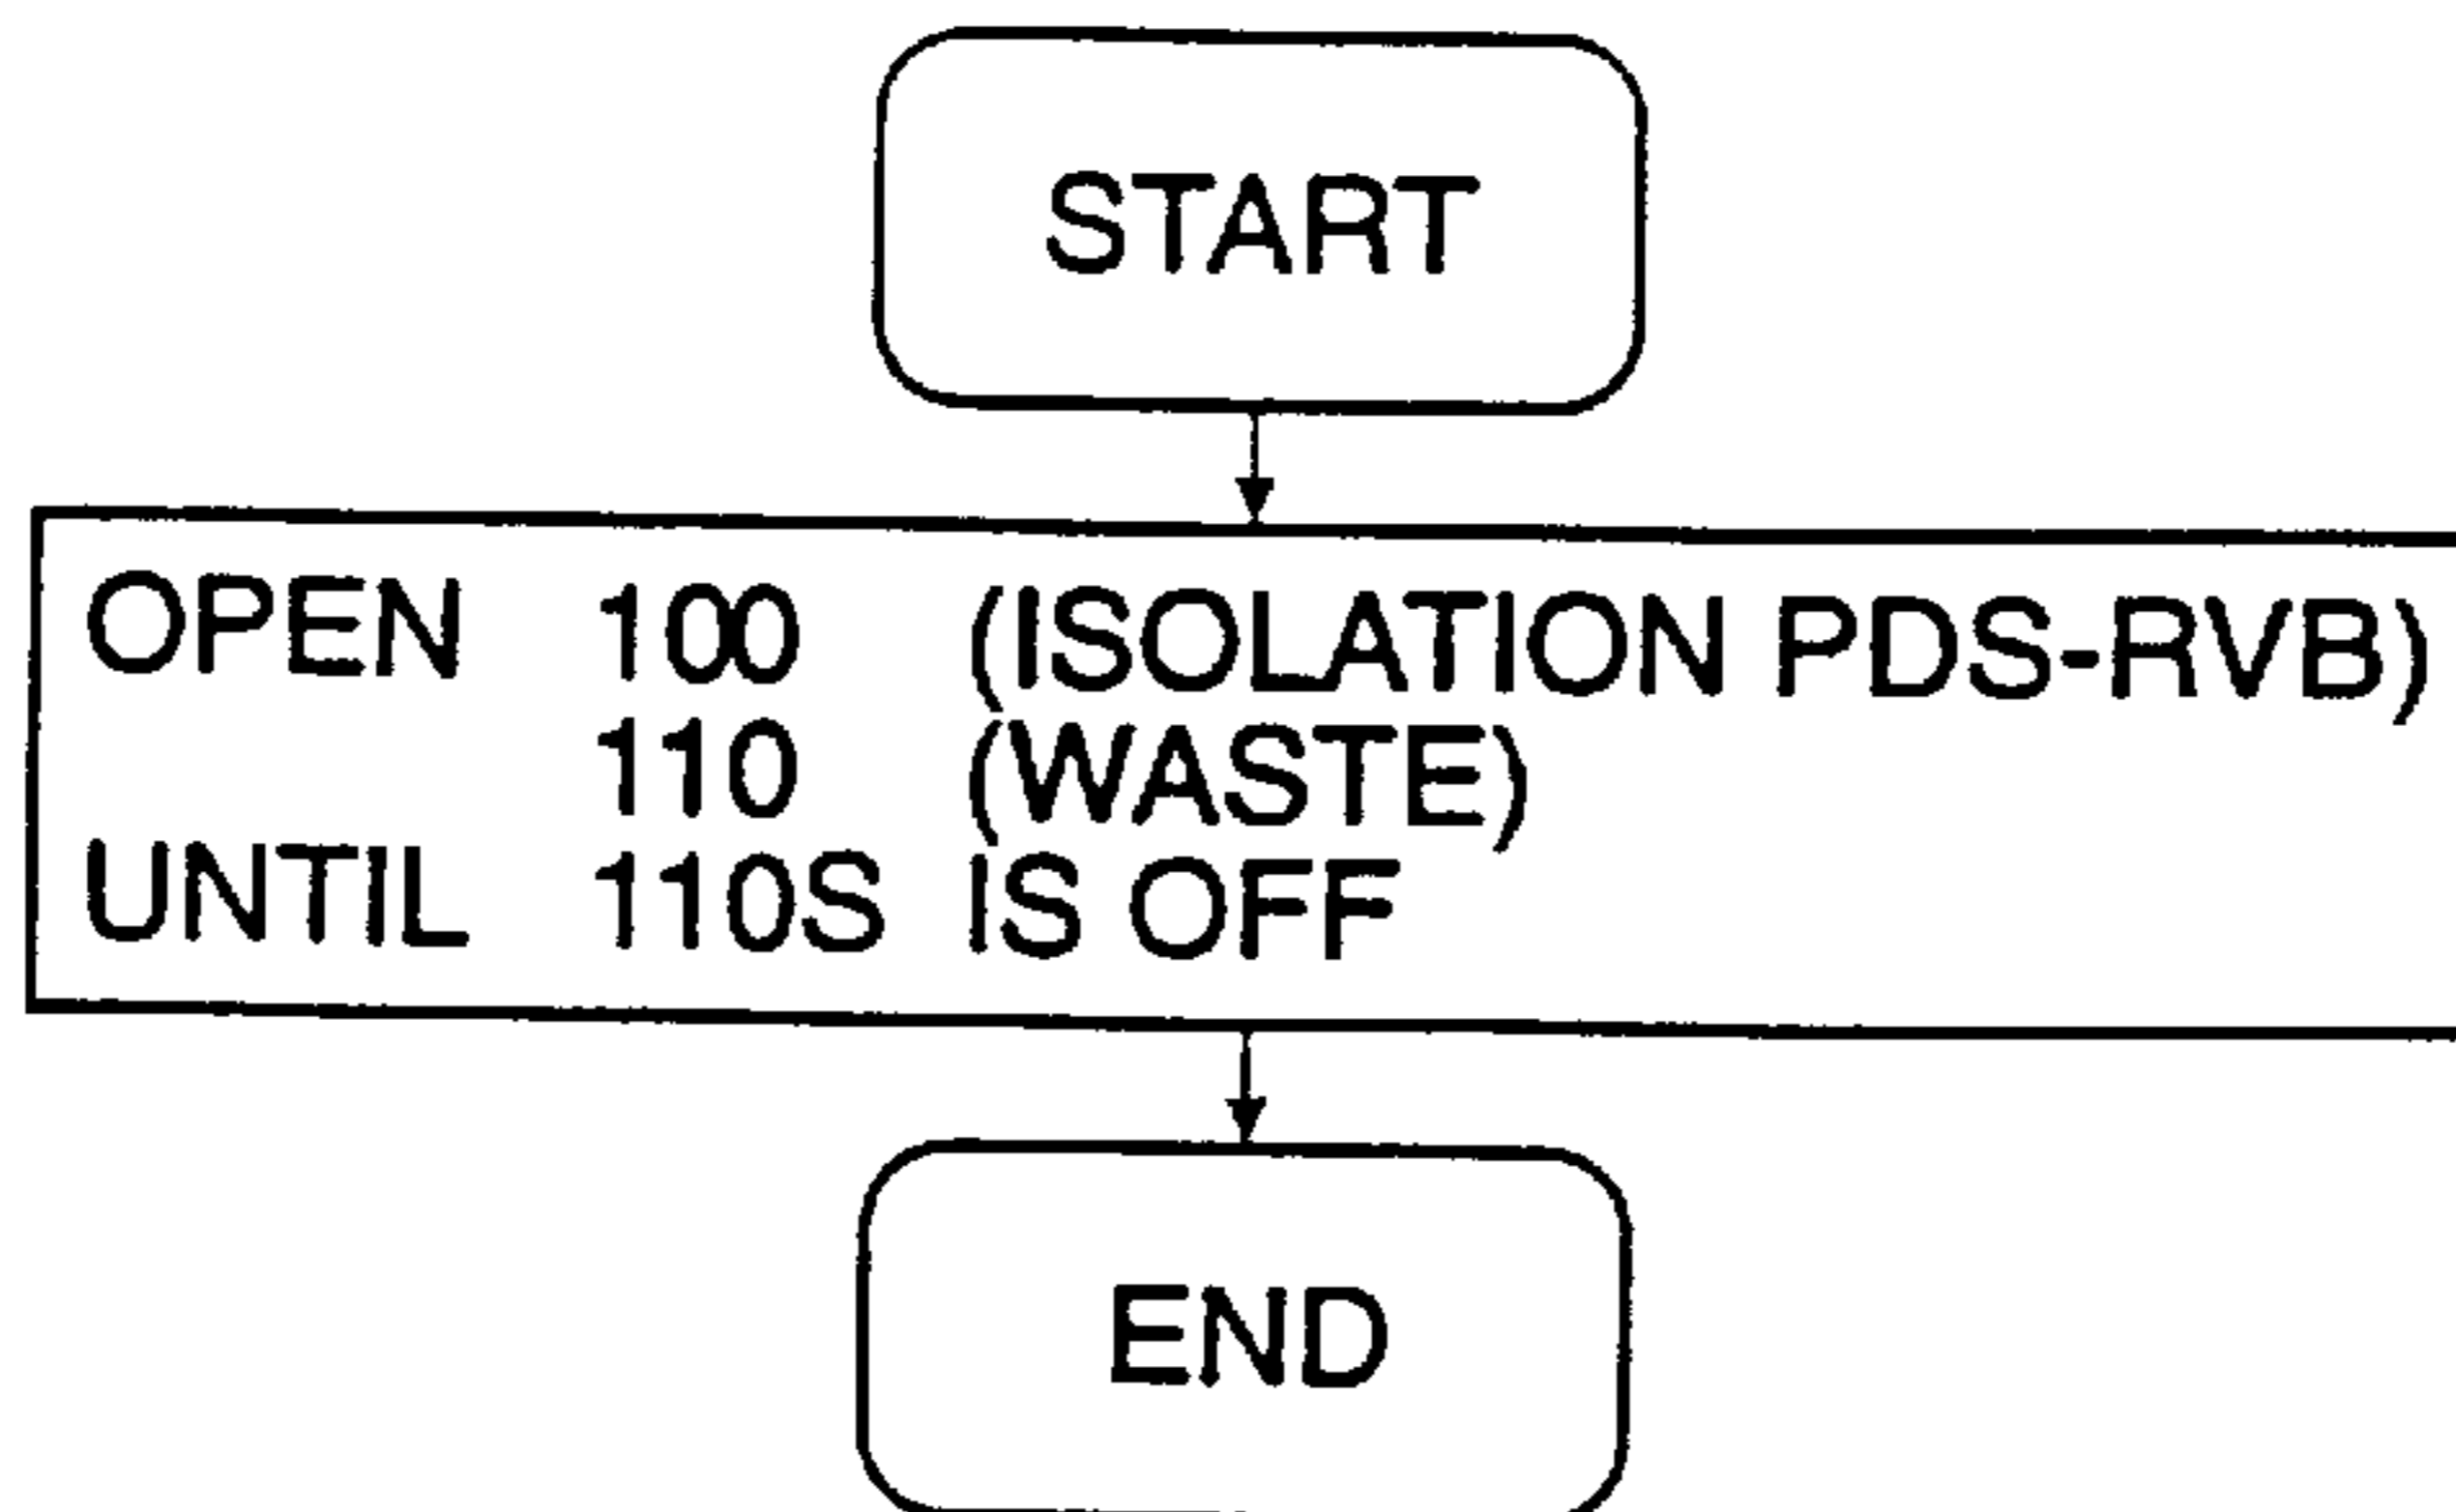 START
OPEN 100 (ISOLATION PDS-RVB)
110 (WASTE)
UNTIL 110S IS OFF
END